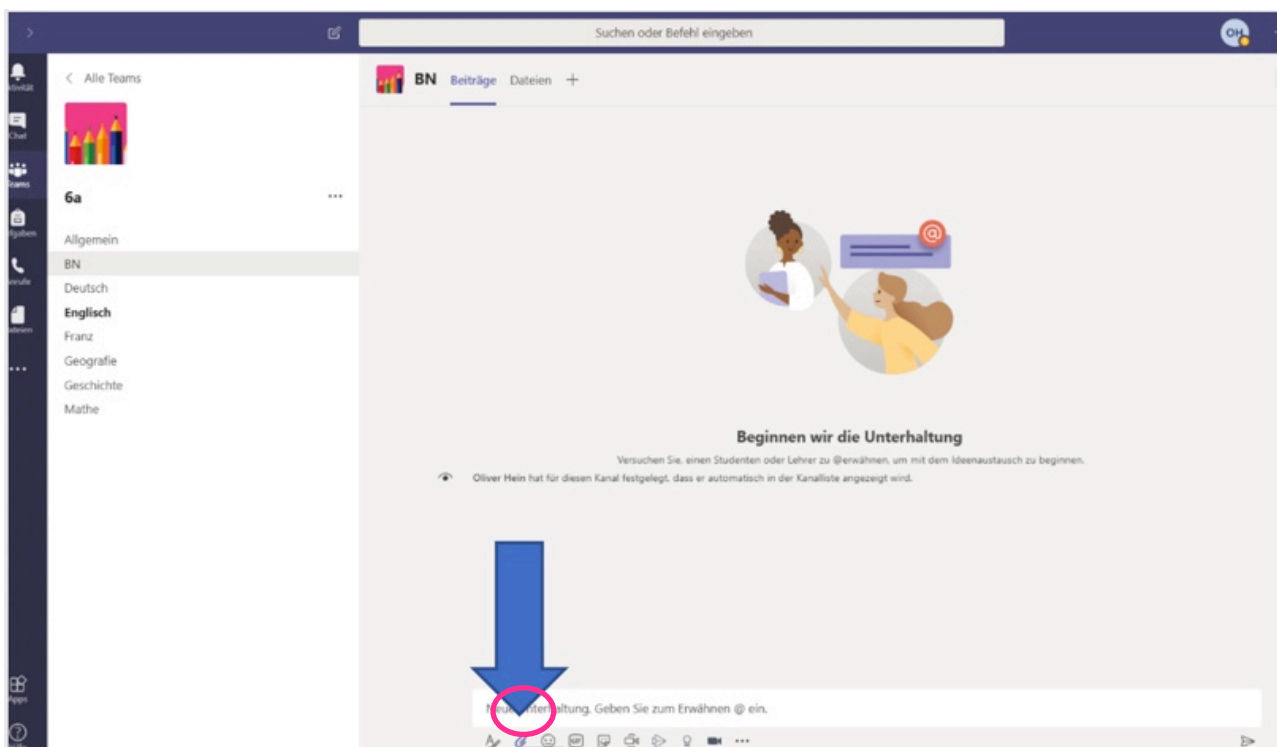 Suchen oder Befehl eingeben
OH
Chat
Teams
Apps
< Alle Teams
6a
Allgemein
BN
Deutsch
Englisch
Franz
Geografie
Geschichte
Mathe
BN Beiträge Dateien +
@
Beginnen wir die Unterhaltung
Versuchen Sie, einen Studenten oder Lehrer zu @erwähnen, um mit dem Ideenaustausch zu beginnen.
Oliver Hein hat für diesen Kanal festgelegt, dass er automatisch in der Kanalliste angezeigt wird.
Geben Sie zum Erwähnen @ ein.
GIF